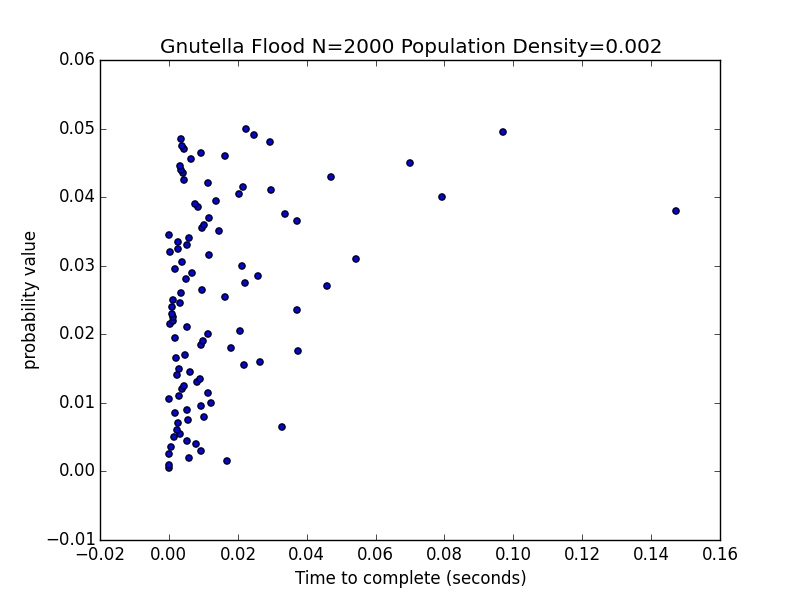 Gnutella Flood N=2000 Population Density=0.002
0.06
0.05
0.04
0.03
0.02
0.01
0.00
−0.01
probability value
−0.02 0.00 0.02 0.04 0.06 0.08 0.10 0.12 0.14 0.16
Time to complete (seconds)